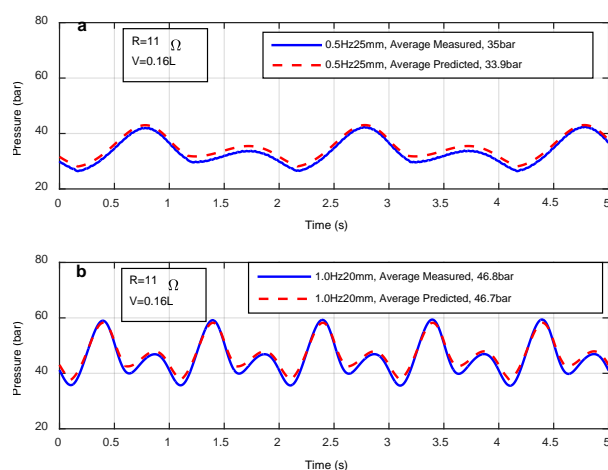 a
80
60
40
20
Pressure (bar)
R=11 Ω
V=0.16L
0.5Hz25mm, Average Measured, 35bar
0.5Hz25mm, Average Predicted, 33.9bar
0 0.5 1 1.5 2 2.5 3 3.5 4 4.5 5
Time (s)
b
80
60
40
20
Pressure (bar)
R=11 Ω
V=0.16L
1.0Hz20mm, Average Measured, 46.8bar
1.0Hz20mm, Average Predicted, 46.7bar
0 0.5 1 1.5 2 2.5 3 3.5 4 4.5 5
Time (s)